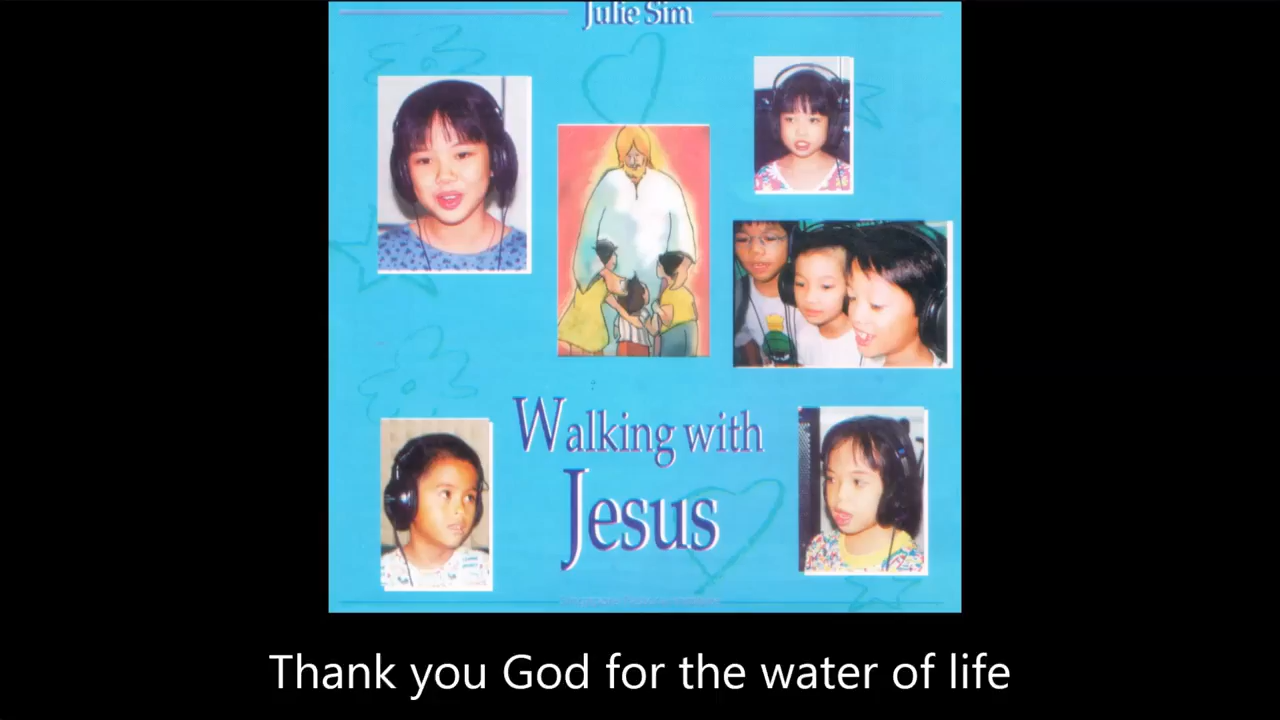 Julie Sim
Walking with
Jesus
Thank you God for the water of life